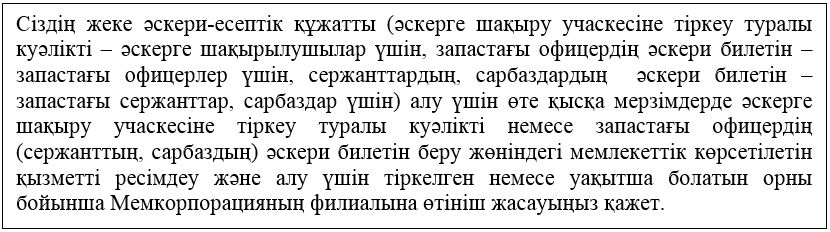 Сіздің жеке әскери-есептік құжатты (әскерге шақыру учаскесіне тіркеу туралы
куәлікті – әскерге шақырылушылар үшін, запастағы офицердің әскери билетін –
запастағы офицерлер үшін, сержанттардың, сарбаздардың әскери билетін –
запастағы сержанттар, сарбаздар үшін) алу үшін өте қысқа мерзімдерде әскерге
шақыру учаскесіне тіркеу туралы куәлікті немесе запастағы офицердің
(сержанттың, сарбаздың) әскери билетін беру жөніндегі мемлекеттік көрсетілетін
қызметті ресімдеу және алу үшін тіркелген немесе уақытша болатын орны
бойынша Мемкорпорацияның филиалына өтініш жасауыңыз қажет.